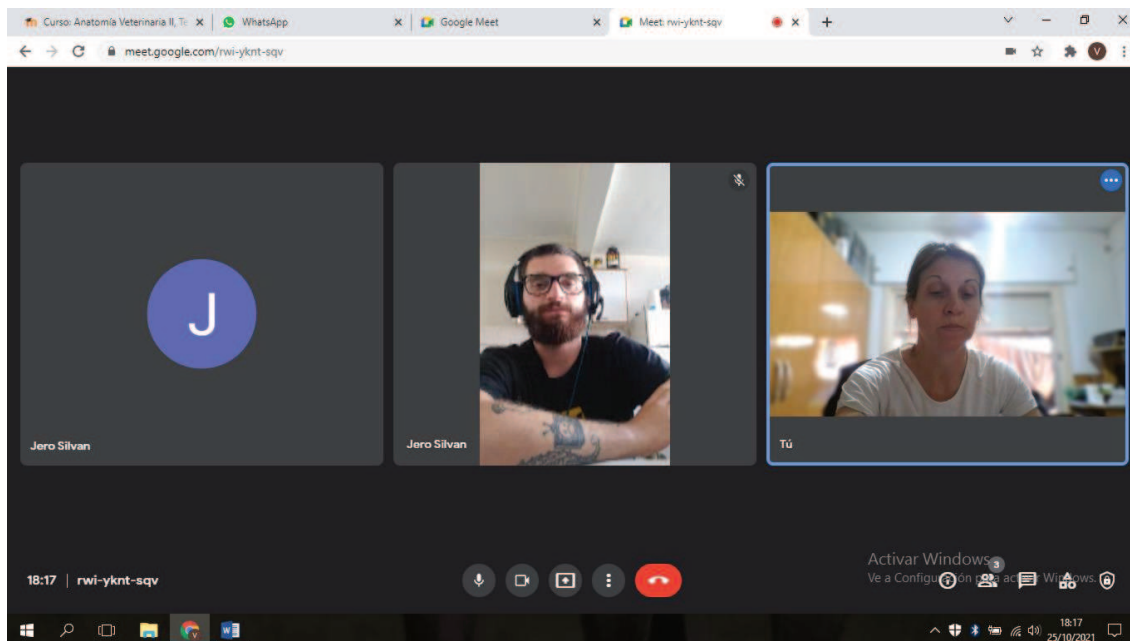 Curso: Anatomía Veterinaria II, Te
WhatsApp
Google Meet
Meet: rwi-yknt-sqv
meet.google.com/rwi-yknt-sqv
V
J
Jero Silvan
Jero Silvan
Tú
Activar Windows
Ve a Configuración para activar Windows.
3
18:17 | rwi-yknt-sqv
18:17
25/10/2021